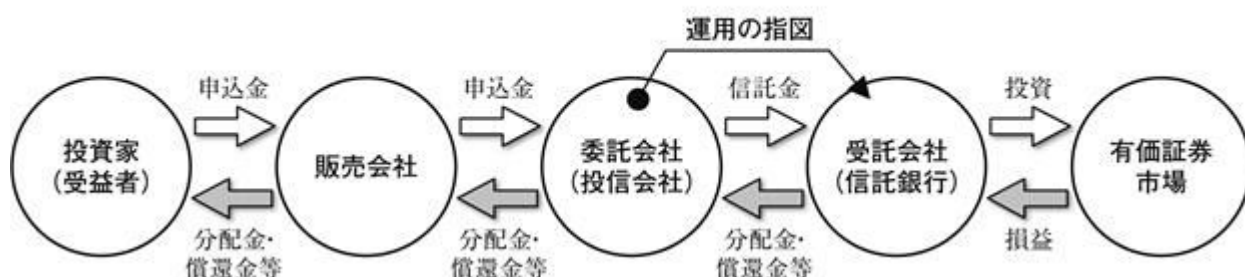 運用の指図
申込金
申込金
信託金
投資
投資家
(受益者)
販売会社
委託会社
(投信会社)
受託会社
(信託銀行)
有価証券
市場
分配金・
償還金等
分配金・
償還金等
分配金・
償還金等
損益